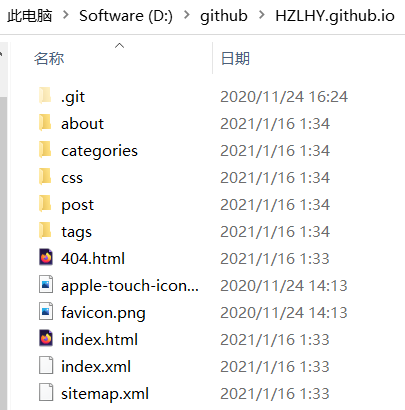 此电脑 > Software (D:) > github > HZLHY.github.io
名称 日期
.git 2020/11/24 16:24
about 2021/1/16 1:34
categories 2021/1/16 1:34
css 2021/1/16 1:34
post 2021/1/16 1:34
tags 2021/1/16 1:34
404.html 2021/1/16 1:33
apple-touch-icon... 2020/11/24 14:13
favicon.png 2020/11/24 14:13
index.html 2021/1/16 1:33
index.xml 2021/1/16 1:33
sitemap.xml 2021/1/16 1:33